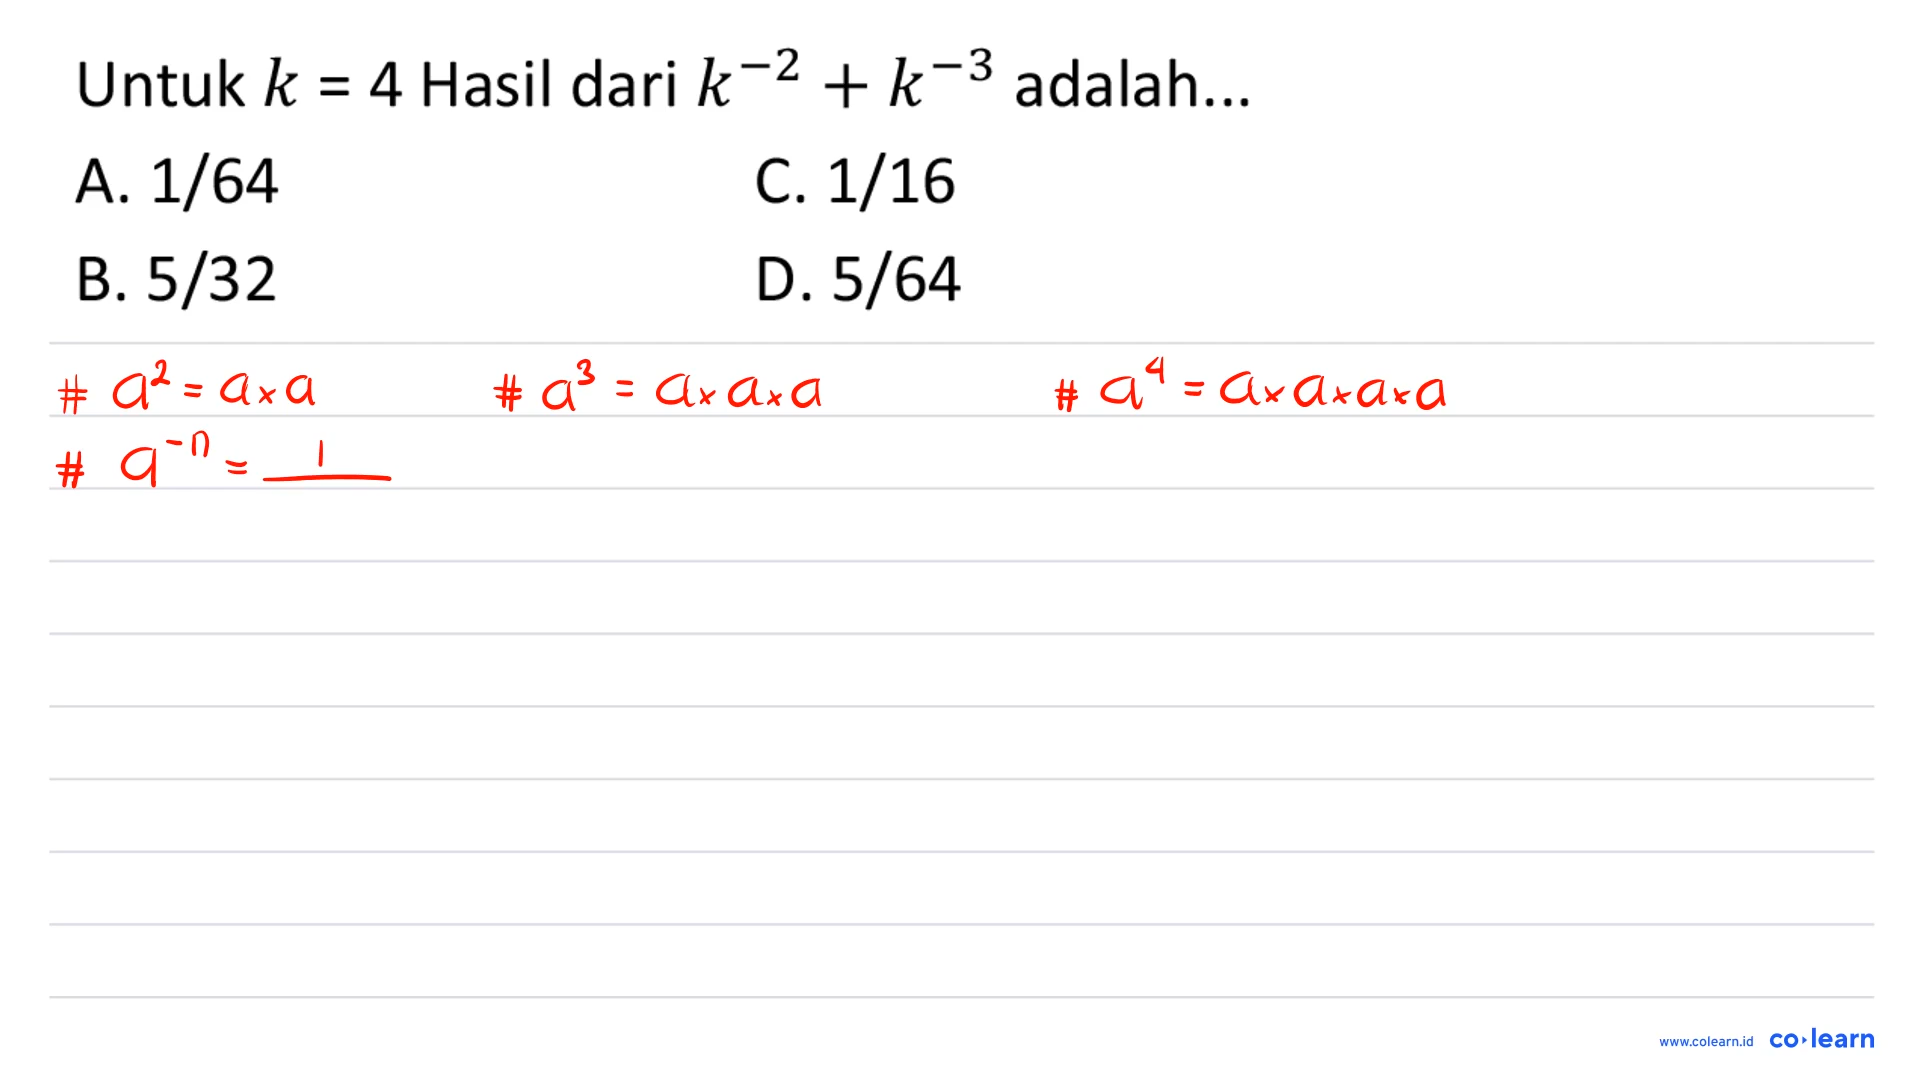 Untuk k = 4 Hasil dari k⁻² + k⁻³ adalah...
A. 1/64 C. 1/16
B. 5/32 D. 5/64
# a² = a × a # a³ = a × a × a # a⁴ = a × a × a × a
# a⁻ⁿ = 1/
www.colearn.id co·learn